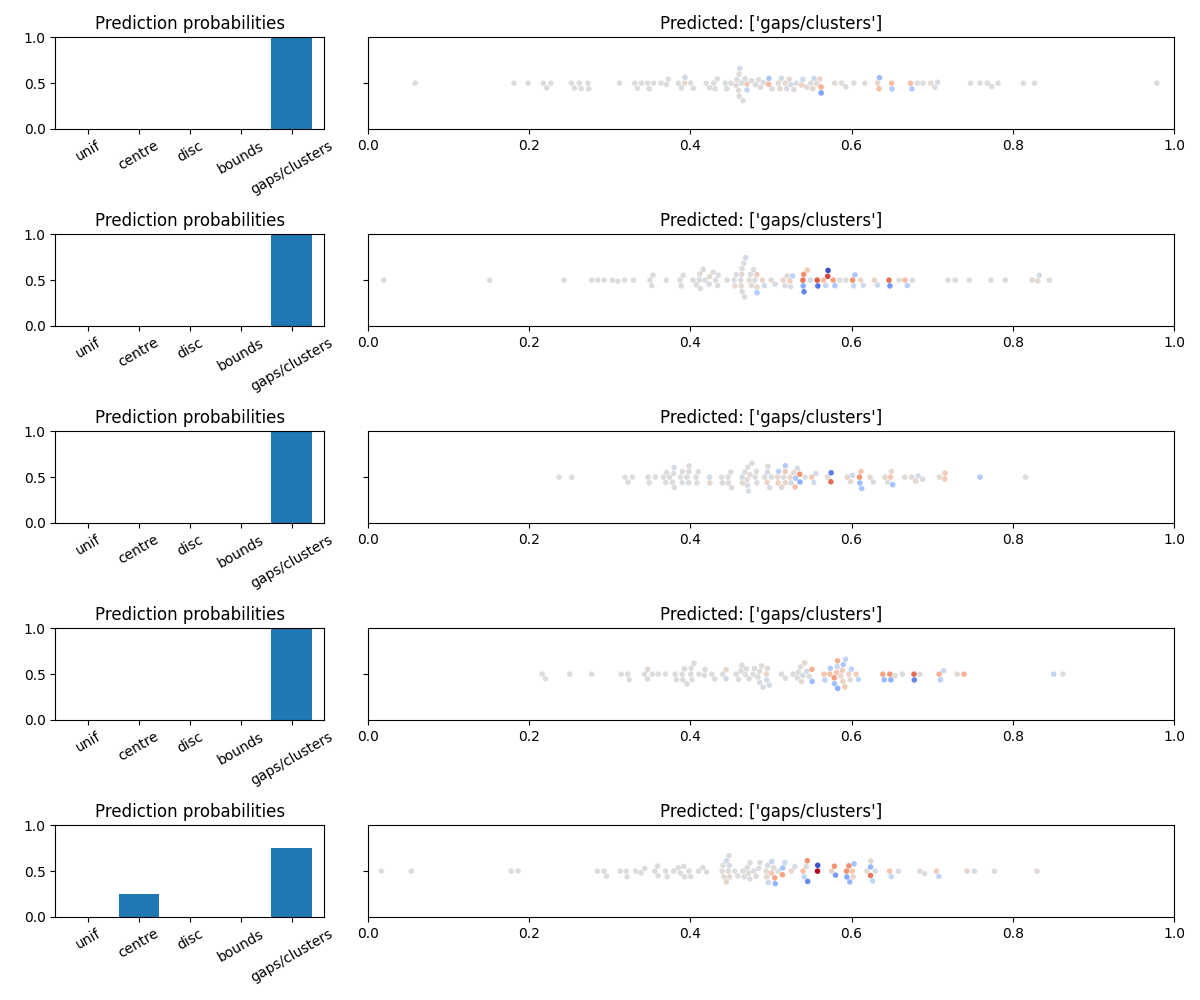 Prediction probabilities
Predicted: ['gaps/clusters']
1.0
0.5
0.0
unif
centre
disc
bounds
gaps/clusters
0.0 0.2 0.4 0.6 0.8 1.0
Prediction probabilities
Predicted: ['gaps/clusters']
1.0
0.5
0.0
unif
centre
disc
bounds
gaps/clusters
0.0 0.2 0.4 0.6 0.8 1.0
Prediction probabilities
Predicted: ['gaps/clusters']
1.0
0.5
0.0
unif
centre
disc
bounds
gaps/clusters
0.0 0.2 0.4 0.6 0.8 1.0
Prediction probabilities
Predicted: ['gaps/clusters']
1.0
0.5
0.0
unif
centre
disc
bounds
gaps/clusters
0.0 0.2 0.4 0.6 0.8 1.0
Prediction probabilities
Predicted: ['gaps/clusters']
1.0
0.5
0.0
unif
centre
disc
bounds
gaps/clusters
0.0 0.2 0.4 0.6 0.8 1.0